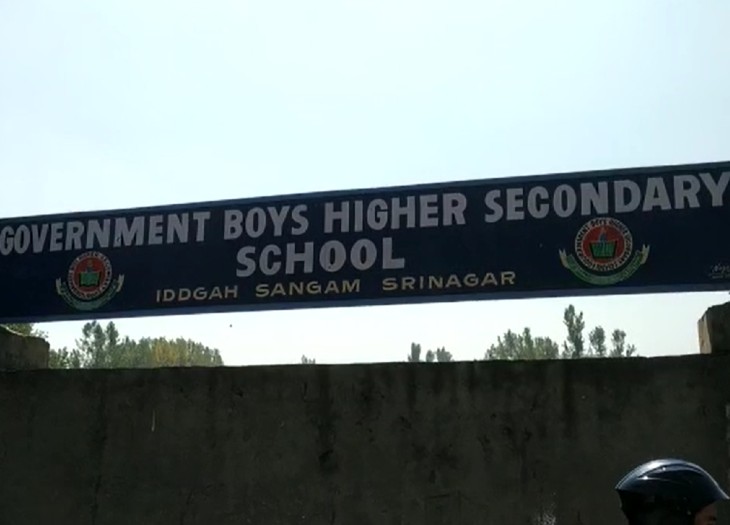 GOVERNMENT BOYS HIGHER SECONDARY
SCHOOL
IDDGAH SANGAM SRINAGAR